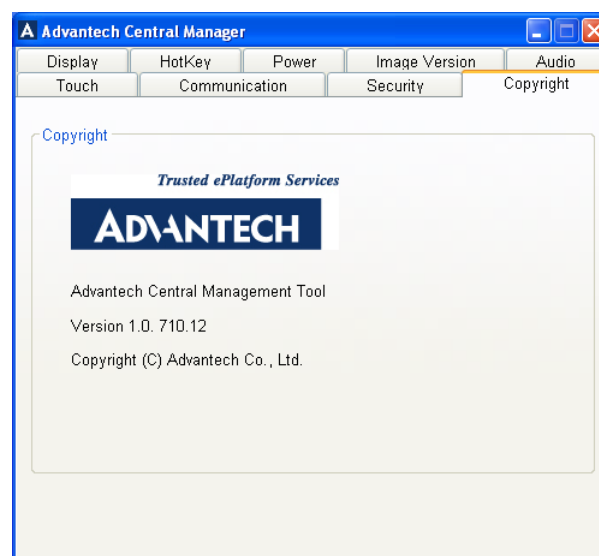 Advantech Central Manager
Display HotKey Power Image Version Audio
Touch Communication Security Copyright
Copyright
Trusted ePlatform Services
ADVANTECH
Advantech Central Management Tool
Version 1.0. 710.12
Copyright (C) Advantech Co., Ltd.